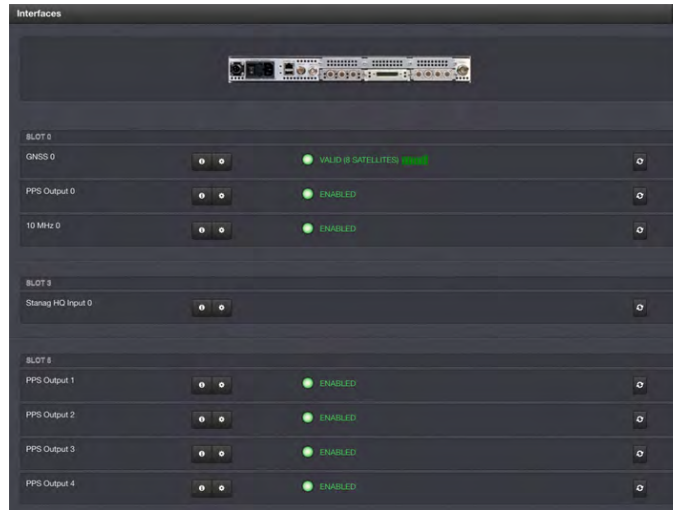 Interfaces
SLOT 0
GNSS 0 VALID (8 SATELLITES)
PPS Output 0 ENABLED
10 MHz 0 ENABLED
SLOT 3
Stanag HQ Input 0
SLOT 5
PPS Output 1 ENABLED
PPS Output 2 ENABLED
PPS Output 3 ENABLED
PPS Output 4 ENABLED